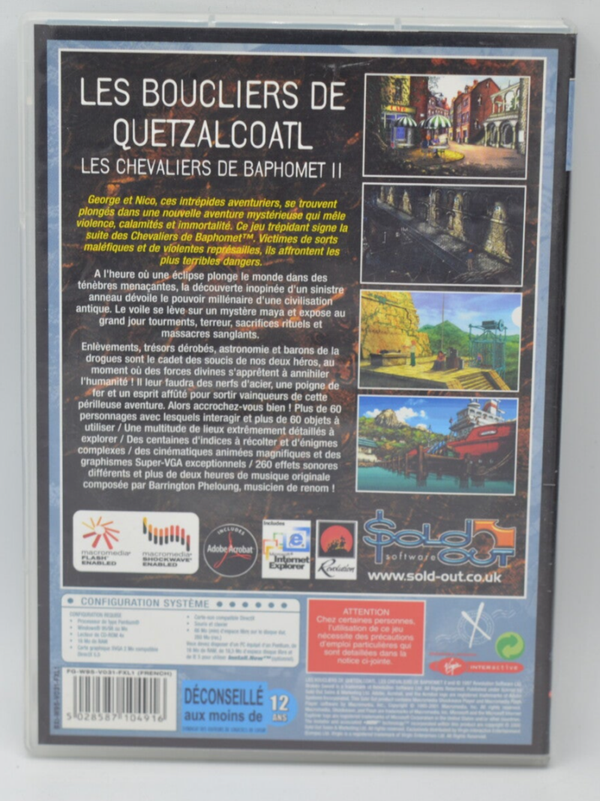 LES BOUCLIERS DE
QUETZALCOATL
LES CHEVALIERS DE BAPHOMET II
George et Nico, ces intrépides aventuriers, se trouvent
plongés dans une nouvelle aventure mystérieuse qui mêle
violence, calamités et immortalité. Ce jeu trépidant signe la
suite des Chevaliers de Baphomet™. Victimes de sorts
maléfiques et de violentes représailles, ils affrontent les
plus terribles dangers.
A l'heure où une éclipse plonge le monde dans des
ténèbres menaçantes, la découverte inopinée d'un sinistre
anneau dévoile le pouvoir millénaire d'une civilisation
antique. Le voile se lève sur un mystère maya et expose au
grand jour tourments, terreur, sacrifices rituels et
massacres sanglants.
Enlèvements, trésors dérobés, astronomie et barons de la
drogues sont le cadet des soucis de nos deux héros, au
moment où des forces divines s'apprêtent à annihiler
l'humanité ! Il leur faudra des nerfs d'acier, une poigne de
fer et un esprit affûté pour sortir vainqueurs de cette
périlleuse aventure. Alors accrochez-vous bien ! Plus de 60
personnages avec lesquels interagir et plus de 60 objets à
utiliser / Une multitude de lieux extrêmement détaillés à
explorer / Des centaines d'indices à récolter et d'énigmes
complexes / des cinématiques animées magnifiques et des
graphismes Super-VGA exceptionnels / 260 effets sonores
différents et plus de deux heures de musique originale
composée par Barrington Pheloung, musicien de renom !
macromedia
FLASH
ENABLED
macromedia
SHOCKWAVE
ENABLED
INCLUDES
Adobe Acrobat
Includes
Internet
Explorer
Révolution
SOLD
OUT
software
www.sold-out.co.uk
CONFIGURATION SYSTÈME
CONFIGURATION REQUISE
ATTENTION
Chez certaines personnes,
l'utilisation de ce jeu
nécessite des précautions
d'emploi particulières qui
sont détaillées dans la
notice ci-jointe.
Virgin
INTERACTIVE
(FRENCH)
5 028587 104916
DÉCONSEILLÉ
aux moins de
12
ANS